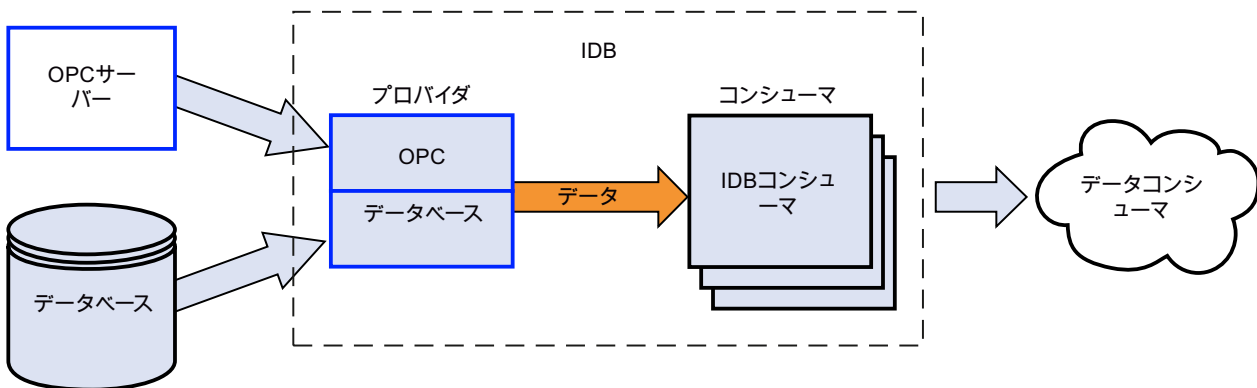 IDB
OPCサー
バー
プロバイダ
コンシューマ
OPC
データベース
データ
IDBコンシュ
ーマ
データコンシ
ューマ
データベース